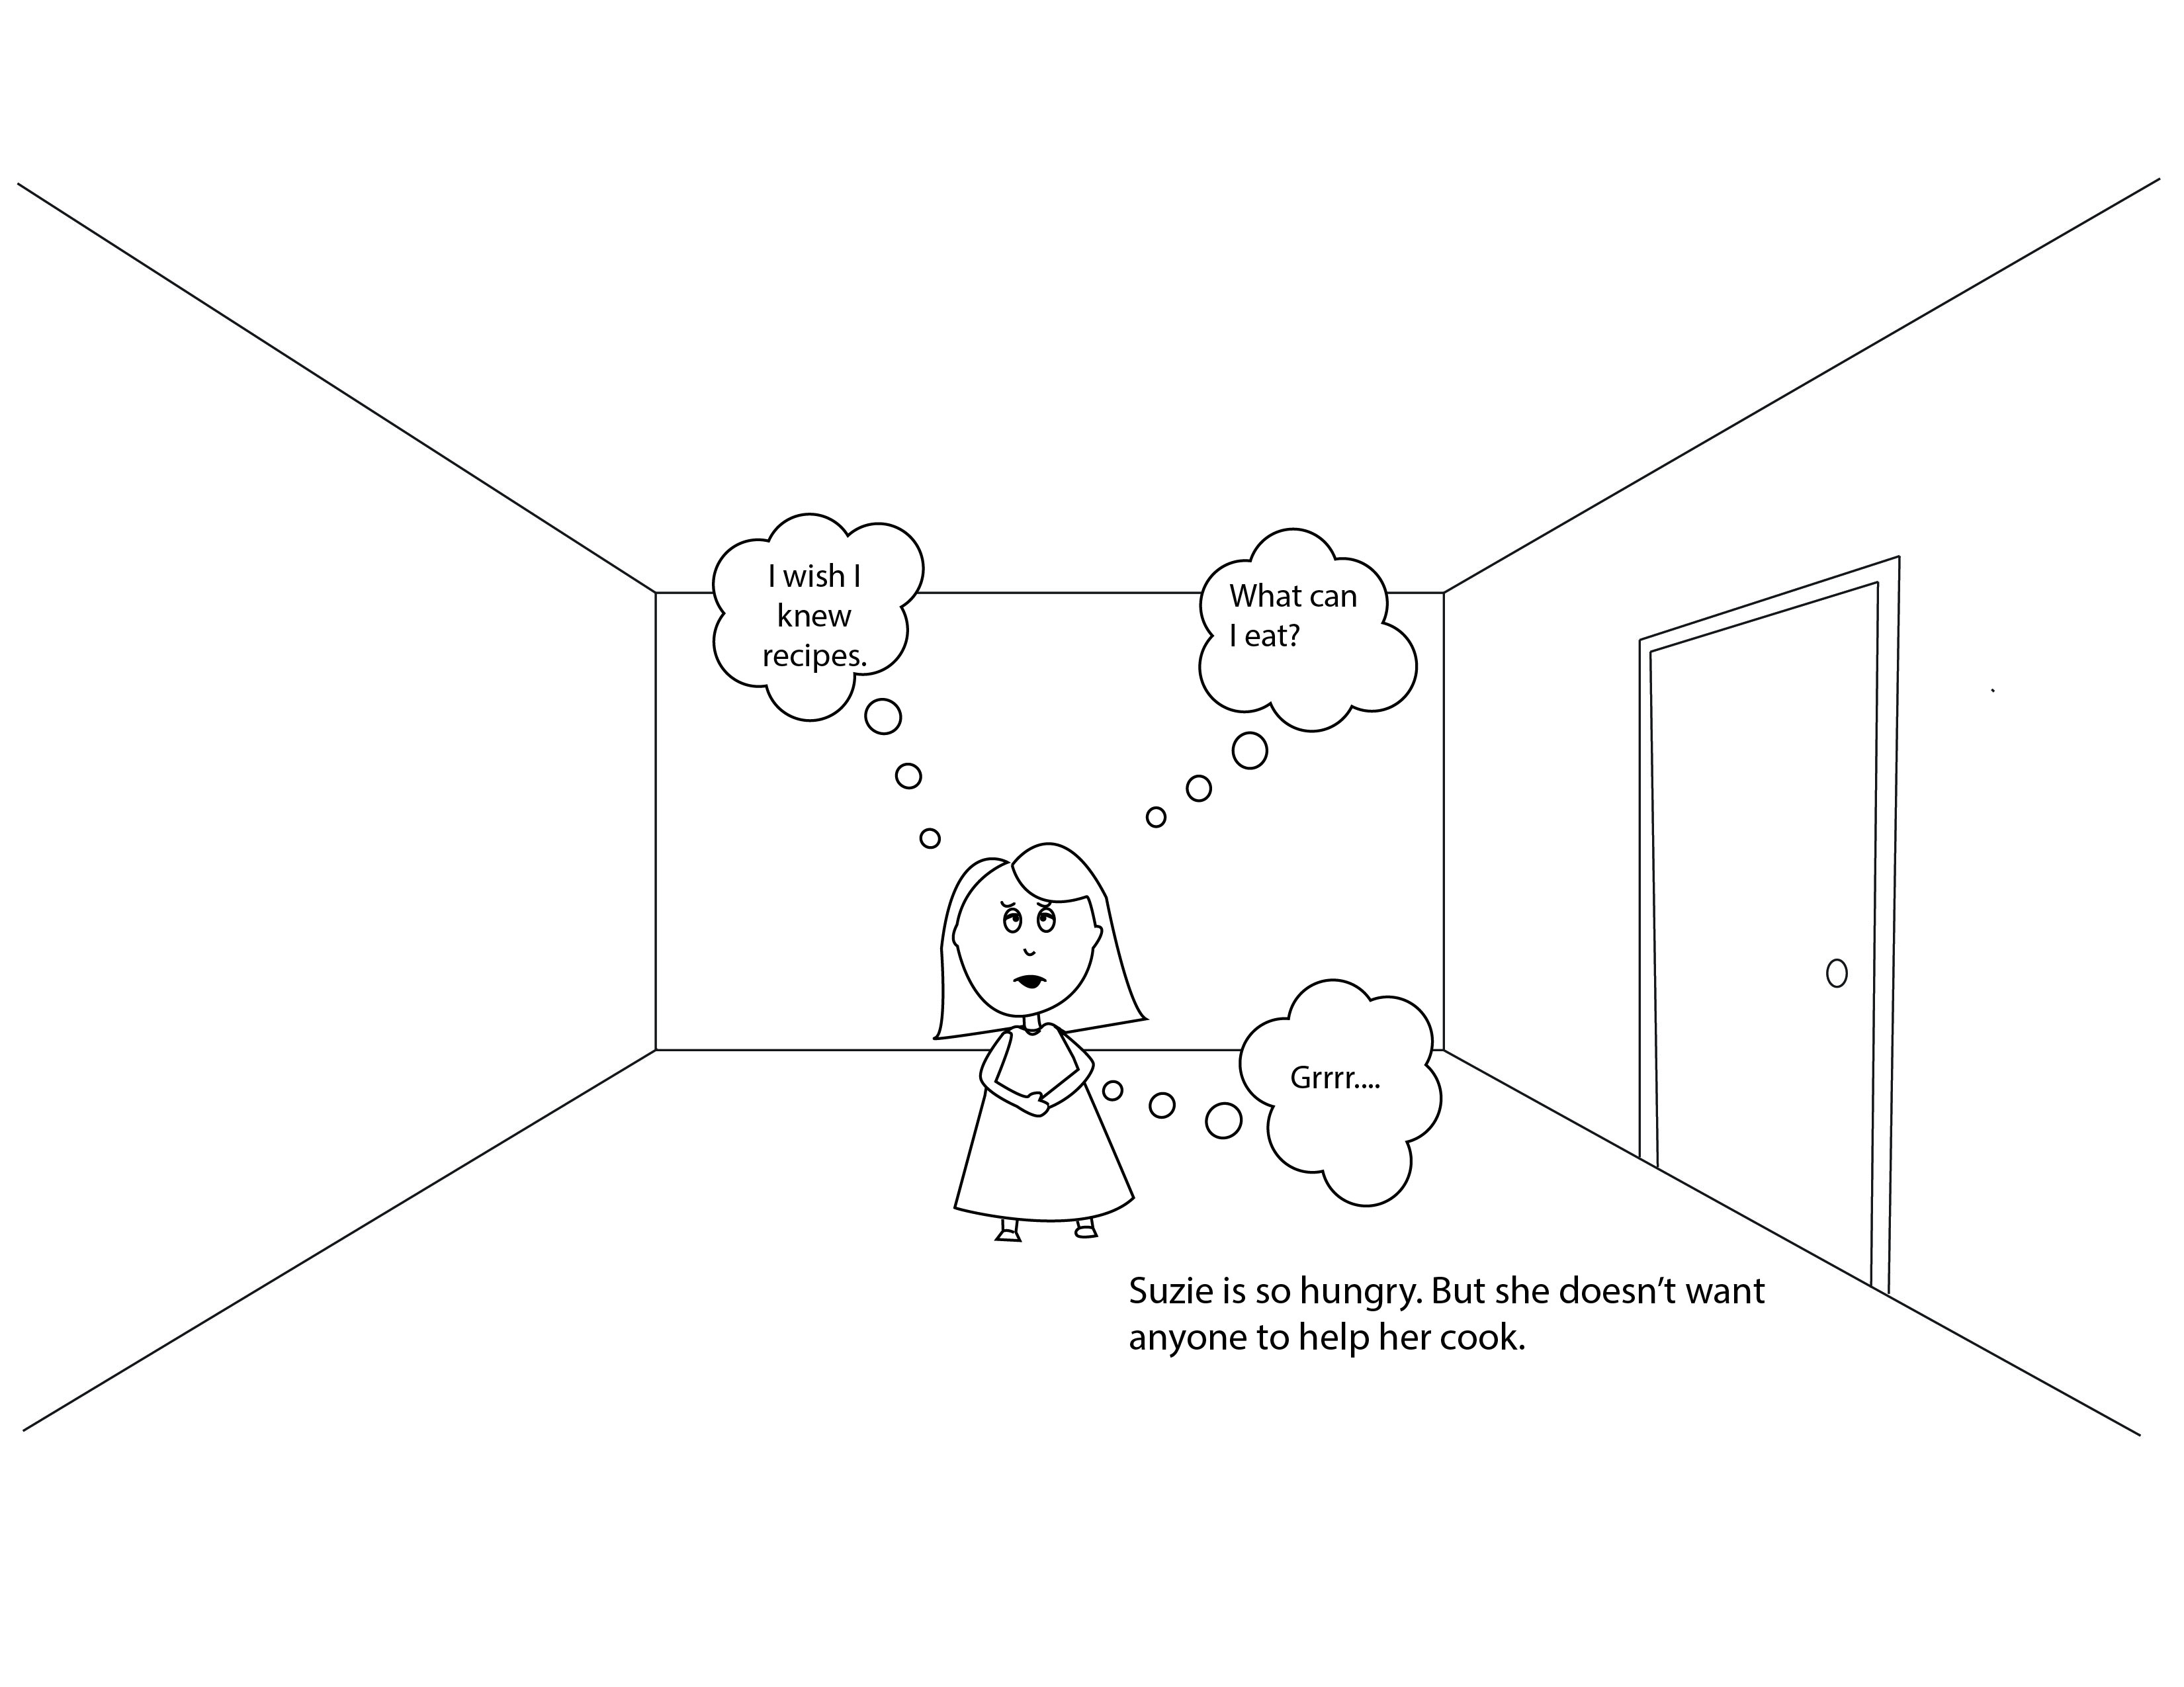 I wish I
knew
recipes.
What can
I eat?
Grrrr....
Suzie is so hungry. But she doesn’t want
anyone to help her cook.